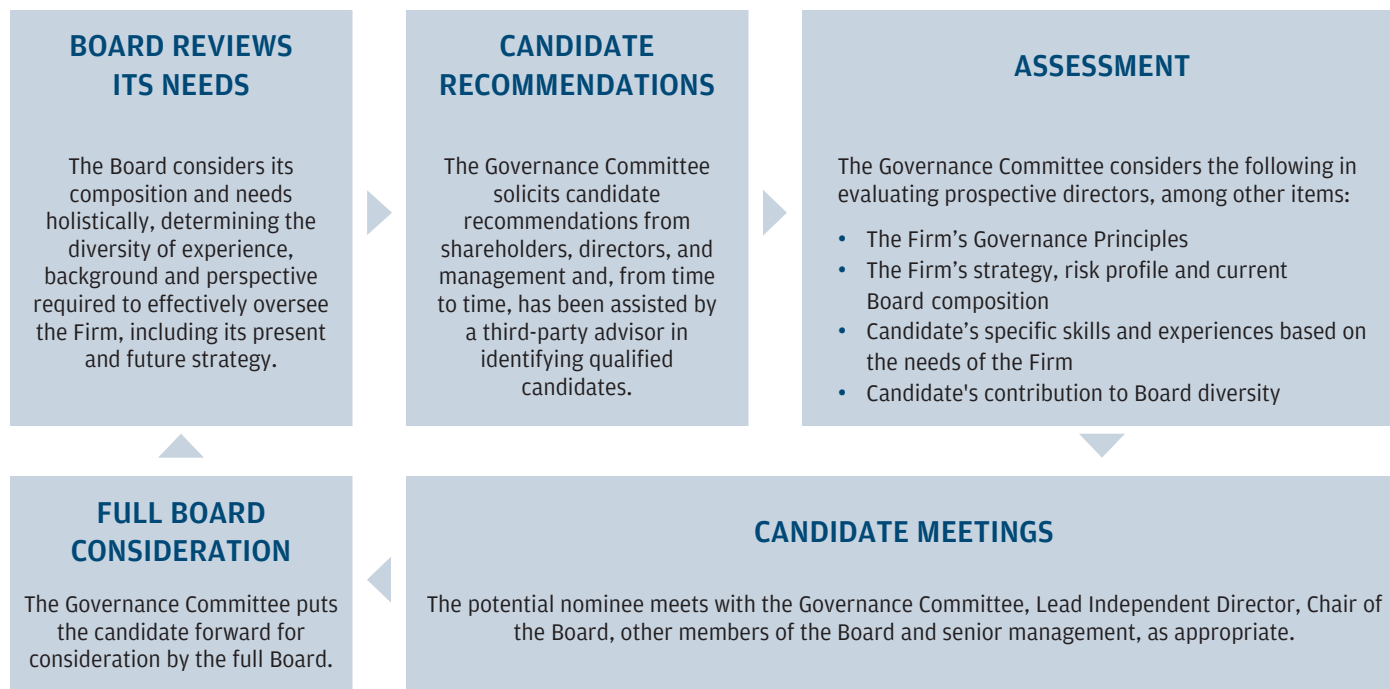 BOARD REVIEWS
ITS NEEDS
The Board considers its
composition and needs
holistically, determining the
diversity of experience,
background and perspective
required to effectively oversee
the Firm, including its present
and future strategy.
CANDIDATE
RECOMMENDATIONS
The Governance Committee
solicits candidate
recommendations from
shareholders, directors, and
management and, from time
to time, has been assisted by
a third-party advisor in
identifying qualified
candidates.
ASSESSMENT
The Governance Committee considers the following in
evaluating prospective directors, among other items:
• The Firm’s Governance Principles
• The Firm’s strategy, risk profile and current
Board composition
• Candidate’s specific skills and experiences based on
the needs of the Firm
• Candidate's contribution to Board diversity
CANDIDATE MEETINGS
The potential nominee meets with the Governance Committee, Lead Independent Director, Chair of
the Board, other members of the Board and senior management, as appropriate.
FULL BOARD
CONSIDERATION
The Governance Committee puts
the candidate forward for
consideration by the full Board.